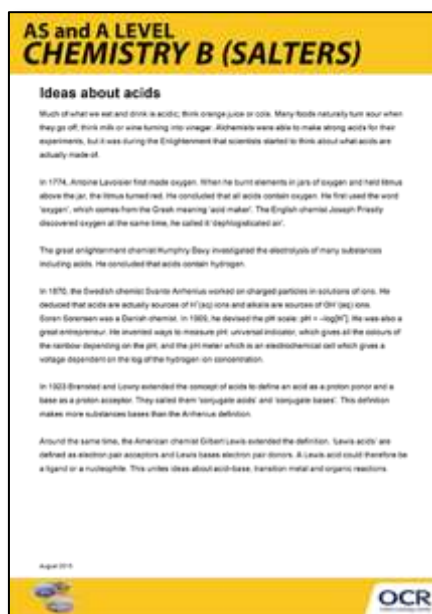 AS and A LEVEL
CHEMISTRY B (SALTERS)
Ideas about acids
Much of what we eat and drink is acidic; think orange juice or cola. Many foods naturally turn sour when
they go off; think milk or wine turning into vinegar. Alchemists were able to make strong acids for their
experiments, but it was during the Enlightenment that scientists started to think about what acids are
actually made of.
In 1774, Antoine Lavoisier first made oxygen. When he burnt elements in jars of oxygen and held litmus
above the jar, the litmus turned red. He concluded that all acids contain oxygen. He first used the word
'oxygen', which comes from the Greek meaning 'acid maker'. The English chemist Joseph Priestly
discovered oxygen at the same time, he called it 'dephlogisticated air'.
The great enlightenment chemist Humphry Davy investigated the electrolysis of many substances
including acids. He concluded that acids contain hydrogen.
In 1870, the Swedish chemist Svante Arrhenius worked on charged particles in solutions of ions. He
deduced that acids are actually sources of H⁺(aq) ions and alkalis are sources of OH⁻(aq) ions.
Soren Sorensen was a Danish chemist. In 1909, he devised the pH scale: pH = –log[H⁺]. He was also a
great entrepreneur. He invented ways to measure pH: universal indicator, which gives all the colours of
the rainbow depending on the pH, and the pH meter which is an electrochemical cell which gives a
voltage dependent on the log of the hydrogen ion concentration.
In 1923 Brønsted and Lowry extended the concept of acids to define an acid as a proton donor and a
base as a proton acceptor. They called them 'conjugate acids' and 'conjugate bases'. This definition
makes more substances bases than the Arrhenius definition.
Around the same time, the American chemist Gilbert Lewis extended the definition. 'Lewis acids' are
defined as electron pair acceptors and Lewis bases electron pair donors. A Lewis acid could therefore be
a ligand or a nucleophile. This unites ideas about acid-base, transition metal and organic reactions.
August 2015
OCR